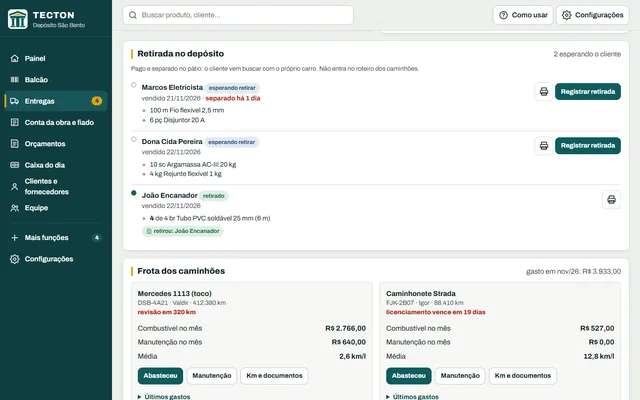 TECTON
Depósito São Bento
Painel
Balcão
Entregas 4
Conta da obra e fiado
Orçamentos
Caixa do dia
Clientes e
fornecedores
Equipe
Mais funções 4
Configurações
Buscar produto, cliente...
Como usar
Configurações
Retirada no depósito
2 esperando o cliente
Pago e separado no pátio: o cliente vem buscar com o próprio carro. Não entra no roteiro dos caminhões.
Marcos Eletricista esperando retirar
vendido 21/11/2026 · separado há 1 dia
100 m Fio flexível 2,5 mm
6 pç Disjuntor 20 A
Registrar retirada
Dona Cida Pereira esperando retirar
vendido 22/11/2026
10 sc Argamassa AC-III 20 kg
4 kg Rejunte flexível 1 kg
Registrar retirada
João Encanador retirado
vendido 22/11/2026
4 de 4 br Tubo PVC soldável 25 mm (6 m)
retirou: João Encanador
Frota dos caminhões
gasto em nov/26: R$ 3.933,00
Mercedes 1113 (toco)
DSB-4A21 · Valdir · 412.380 km
revisão em 320 km
Combustível no mês R$ 2.766,00
Manutenção no mês R$ 640,00
Média 2,6 km/l
Abasteceu Manutenção Km e documentos
Últimos gastos
Caminhonete Strada
FJK-2B07 · Igor · 88.410 km
licenciamento vence em 19 dias
Combustível no mês R$ 527,00
Manutenção no mês R$ 0,00
Média 12,8 km/l
Abasteceu Manutenção Km e documentos
Últimos gastos